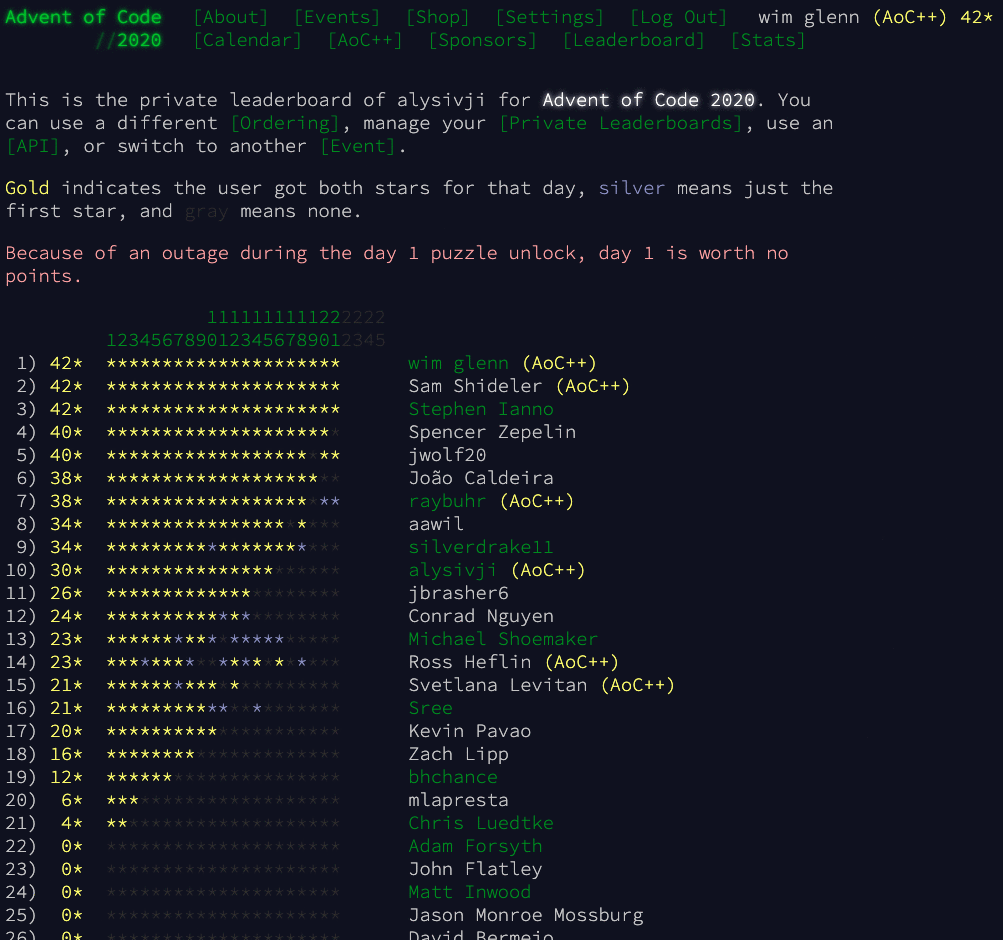 Advent of Code [About] [Events] [Shop] [Settings] [Log Out] wim glenn (AoC++) 42*
//2020 [Calendar] [AoC++] [Sponsors] [Leaderboard] [Stats]
This is the private leaderboard of alysivji for Advent of Code 2020. You
can use a different [Ordering], manage your [Private Leaderboards], use an
[API], or switch to another [Event].
Gold indicates the user got both stars for that day, silver means just the
first star, and gray means none.
Because of an outage during the day 1 puzzle unlock, day 1 is worth no
points.
1111111111222222
1234567890123456789012345
1) 42* ********************* wim glenn (AoC++)
2) 42* ********************* Sam Shideler (AoC++)
3) 42* ********************* Stephen Ianno
4) 40* ********************* Spencer Zepelin
5) 40* ********************* jwolf20
6) 38* ********************* João Caldeira
7) 38* ********************* raybuhr (AoC++)
8) 34* ********************* aawil
9) 34* ********************* silverdrake11
10) 30* ********************* alysivji (AoC++)
11) 26* ********************* jbrasher6
12) 24* ********************* Conrad Nguyen
13) 23* ********************* Michael Shoemaker
14) 23* ********************* Ross Heflin (AoC++)
15) 21* ********************* Svetlana Levitan (AoC++)
16) 21* ********************* Sree
17) 20* ********************* Kevin Pavao
18) 16* ********************* Zach Lipp
19) 12* ********************* bhchance
20) 6* ********************* mlapresta
21) 4* ********************* Chris Luedtke
22) 0* ********************* Adam Forsyth
23) 0* ********************* John Flatley
24) 0* ********************* Matt Inwood
25) 0* ********************* Jason Monroe Mossburg
26) 0* ********************* David Bermejo